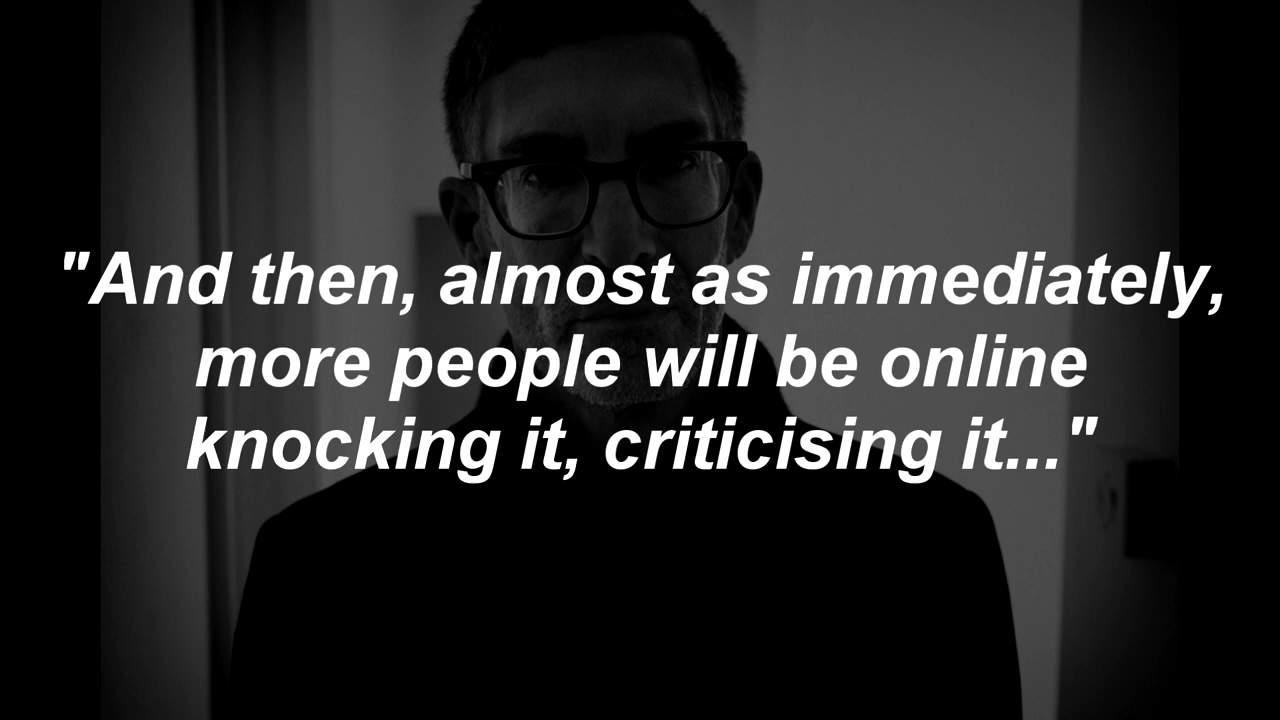 "And then, almost as immediately,
more people will be online
knocking it, criticising it..."